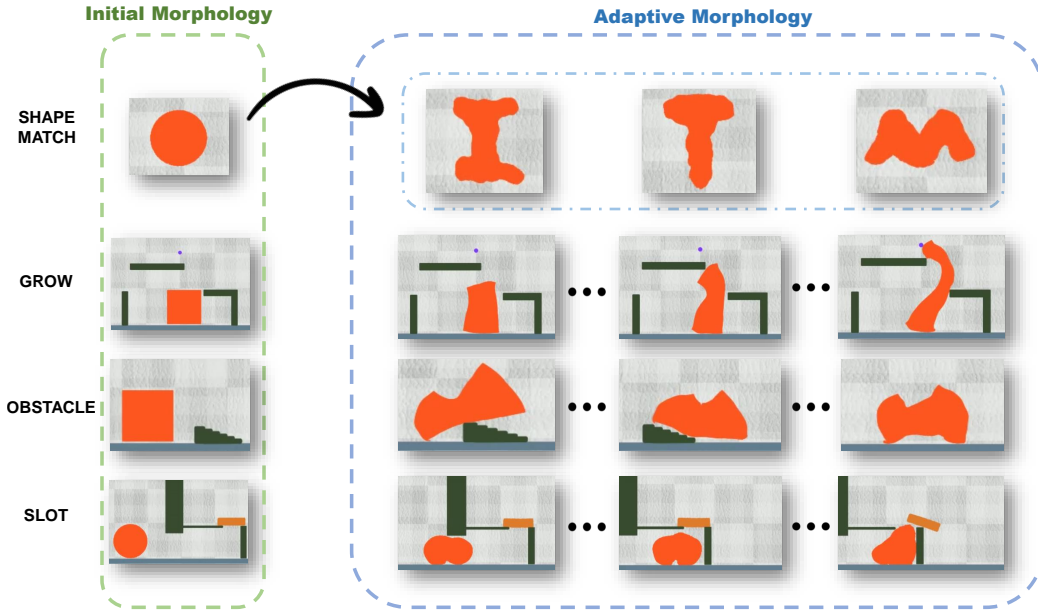 Initial Morphology
Adaptive Morphology
SHAPE
MATCH
GROW
OBSTACLE
SLOT